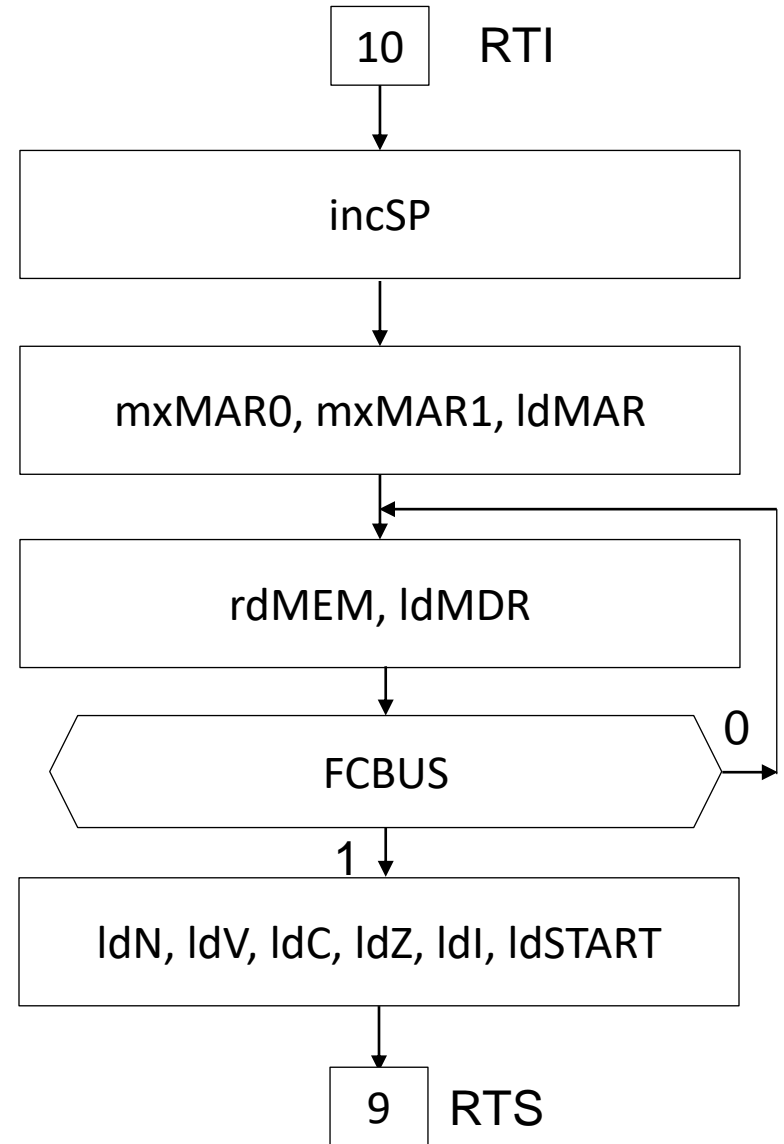 10 RTI
incSP
mxMAR0, mxMAR1, ldMAR
rdMEM, ldMDR
0
FCBUS
1
ldN, ldV, ldC, ldZ, ldI, ldSTART
9 RTS